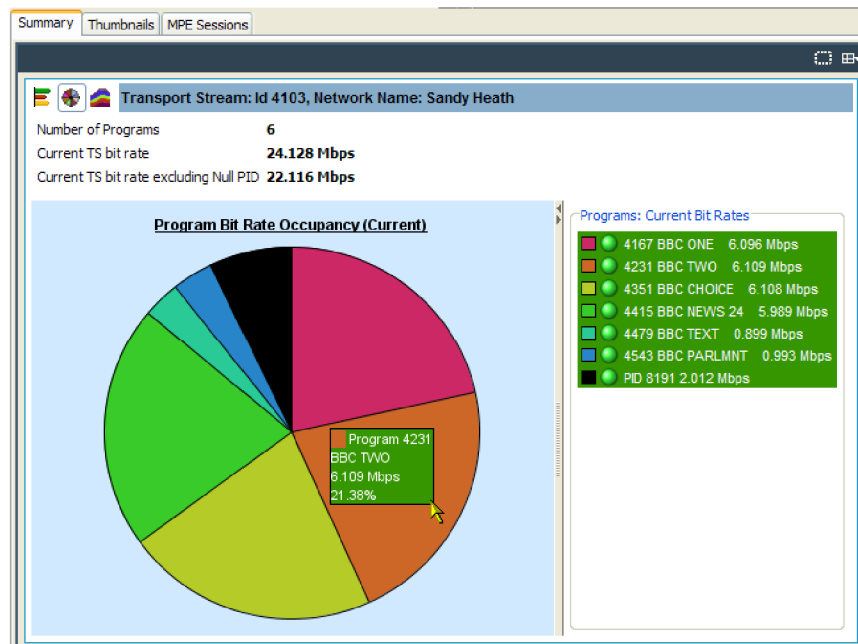 Summary Thumbnails MPE Sessions
Transport Stream: Id 4103, Network Name: Sandy Heath
Number of Programs 6
Current TS bit rate 24.128 Mbps
Current TS bit rate excluding Null PID 22.116 Mbps
Program Bit Rate Occupancy (Current)
Program 4231
BBC TWO
6.109 Mbps
21.38%
Programs: Current Bit Rates
4167 BBC ONE 6.096 Mbps
4231 BBC TWO 6.109 Mbps
4351 BBC CHOICE 6.108 Mbps
4415 BBC NEWS 24 5.989 Mbps
4479 BBC TEXT 0.899 Mbps
4543 BBC PARLMNT 0.993 Mbps
PID 8191 2.012 Mbps